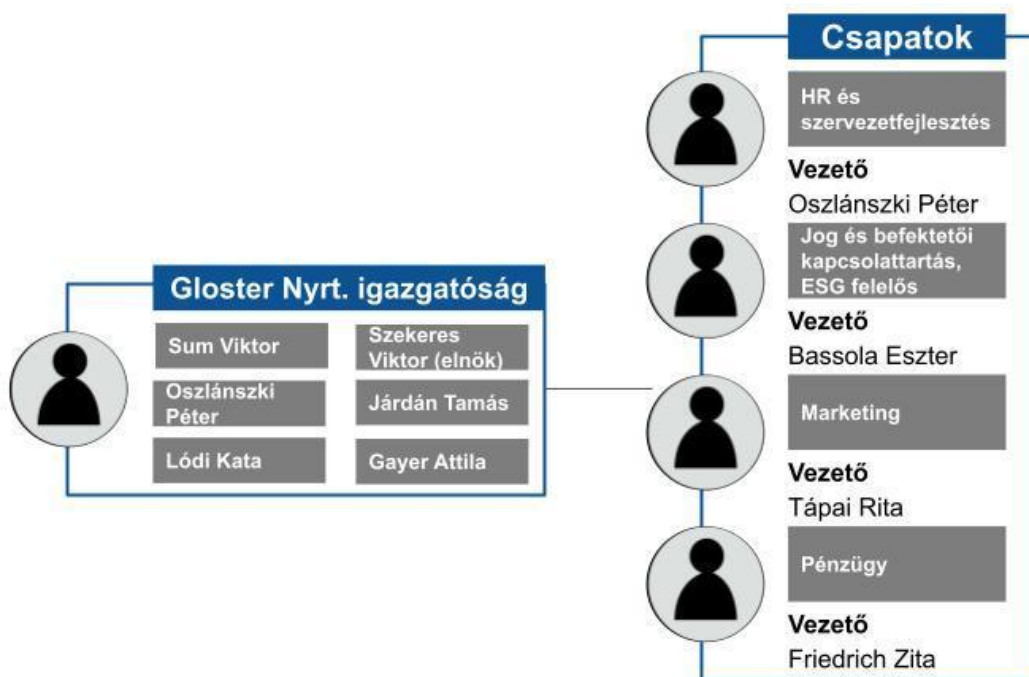 Gloster Nyrt. igazgatóság
Sum Viktor
Szekeres
Viktor (elnök)
Oszlánszki
Péter
Járdán Tamás
Lódi Kata
Gayer Attila
Csapatok
HR és
szervezetfejlesztés
Vezető
Oszlánszki Péter
Jog és befektetői
kapcsolattartás,
ESG felelős
Vezető
Bassola Eszter
Marketing
Vezető
Tápai Rita
Pénzügy
Vezető
Friedrich Zita